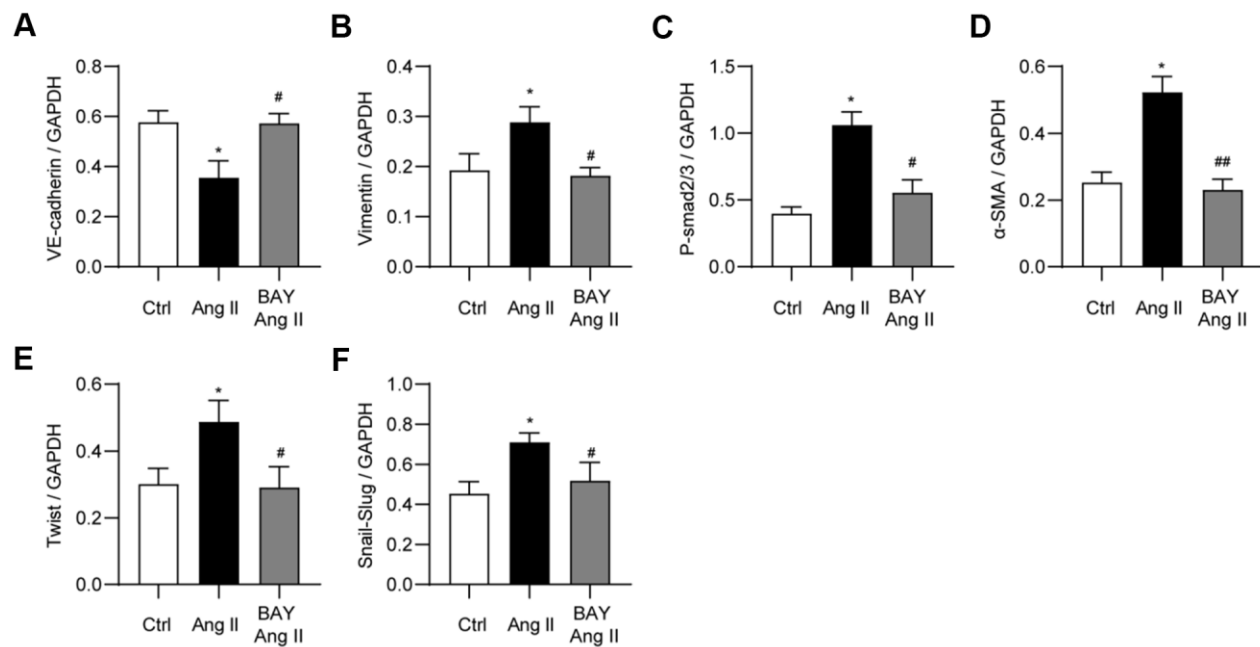 A
VE-cadherin / GAPDH
0.8
0.6
0.4
0.2
0.0
*
#
Ctrl
Ang II
BAY
Ang II
B
Vimentin / GAPDH
0.4
0.3
0.2
0.1
0.0
*
#
Ctrl
Ang II
BAY
Ang II
C
P-smad2/3 / GAPDH
1.5
1.0
0.5
0.0
*
#
Ctrl
Ang II
BAY
Ang II
D
α-SMA / GAPDH
0.6
0.4
0.2
0.0
*
##
Ctrl
Ang II
BAY
Ang II
E
Twist / GAPDH
0.6
0.4
0.2
0.0
*
#
Ctrl
Ang II
BAY
Ang II
F
Snail-Slug / GAPDH
1.0
0.8
0.6
0.4
0.2
0.0
*
#
Ctrl
Ang II
BAY
Ang II